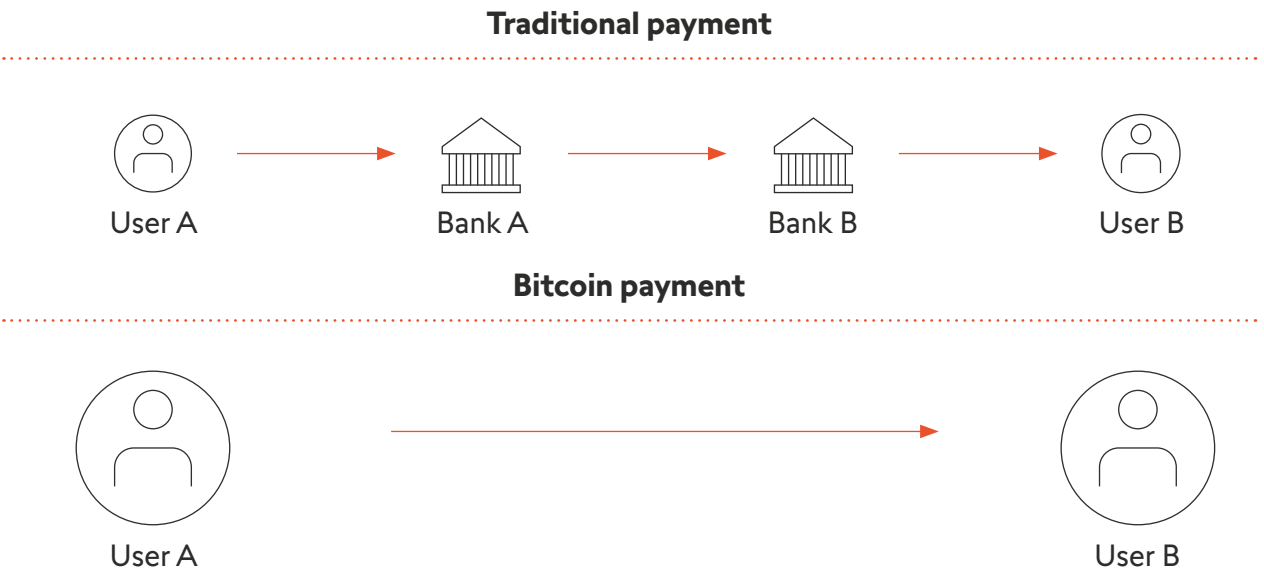 Traditional payment
User A
Bank A
Bank B
User B
Bitcoin payment
User A
User B